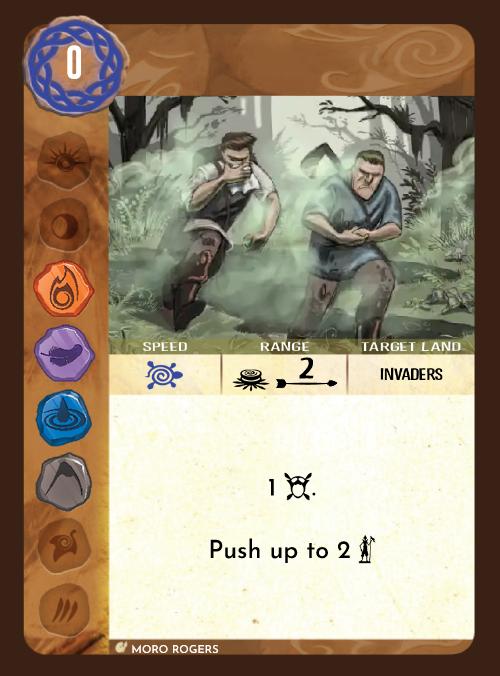 0
SPEED RANGE TARGET LAND
2 INVADERS
1 .
Push up to 2
MORO ROGERS